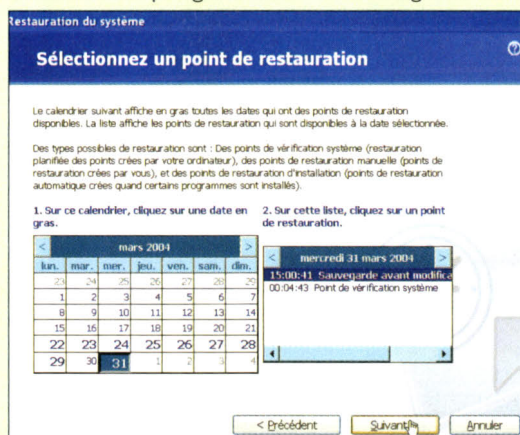 Restauration du système
Sélectionnez un point de restauration
Le calendrier suivant affiche en gras toutes les dates qui ont des points de restauration
disponibles. La liste affiche les points de restauration qui sont disponibles à la date sélectionnée.
Des types possibles de restauration sont : Des points de vérification système (restauration
planifiée des points crées par votre ordinateur), des points de restauration manuelle (points de
restauration crées par vous), et des points de restauration d'installation (points de restauration
automatique crées quand certains programmes sont installés).
1. Sur ce calendrier, cliquez sur une date en
gras.
2. Sur cette liste, cliquez sur un point
de restauration.
< mars 2004 >
lun. mar. mer. jeu. ven. sam. dim.
23 24 25 26 27 28 29
1 2 3 4 5 6 7
8 9 10 11 12 13 14
15 16 17 18 19 20 21
22 23 24 25 26 27 28
29 30 31 1 2 3 4
< mercredi 31 mars 2004 >
15:00:41 Sauvegarde avant modifica
00:04:43 Point de vérification système
< Précédent
Suivant
Annuler